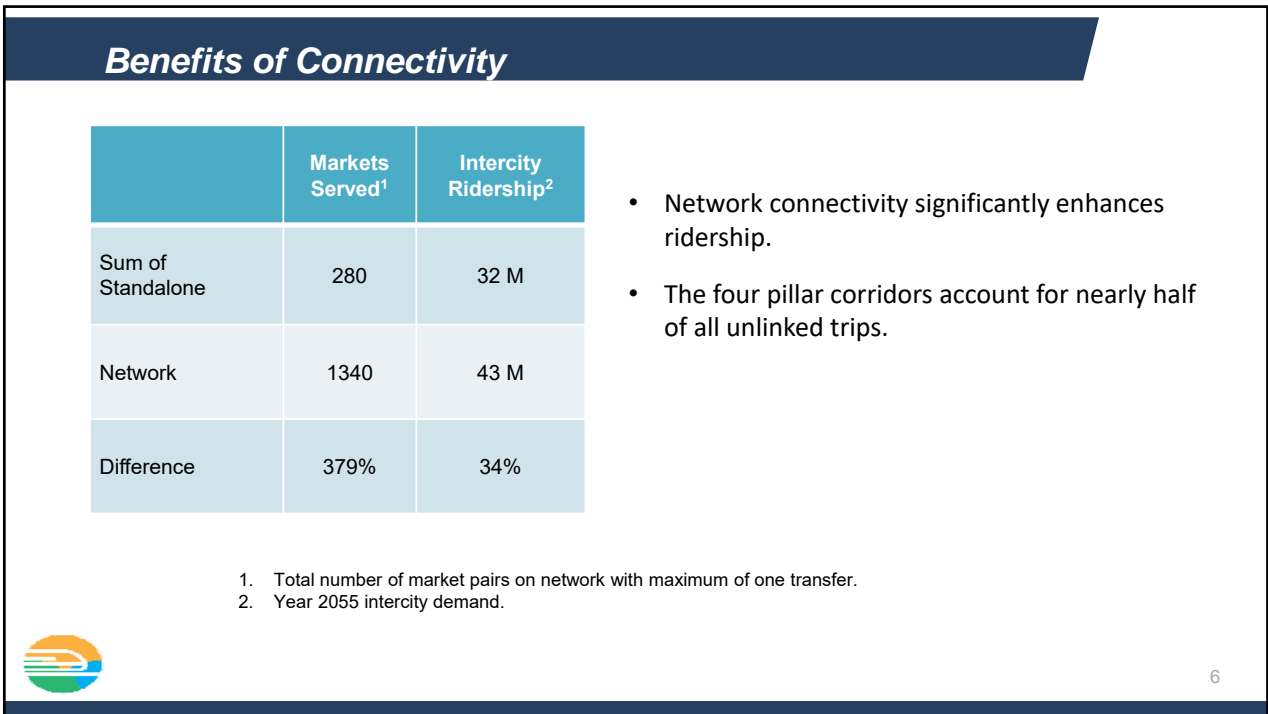 Benefits of Connectivity
Markets
Served1
Intercity
Ridership2
Sum of
Standalone
280
32 M
Network
1340
43 M
Difference
379%
34%
• Network connectivity significantly enhances
ridership.
• The four pillar corridors account for nearly half
of all unlinked trips.
1. Total number of market pairs on network with maximum of one transfer.
2. Year 2055 intercity demand.
6